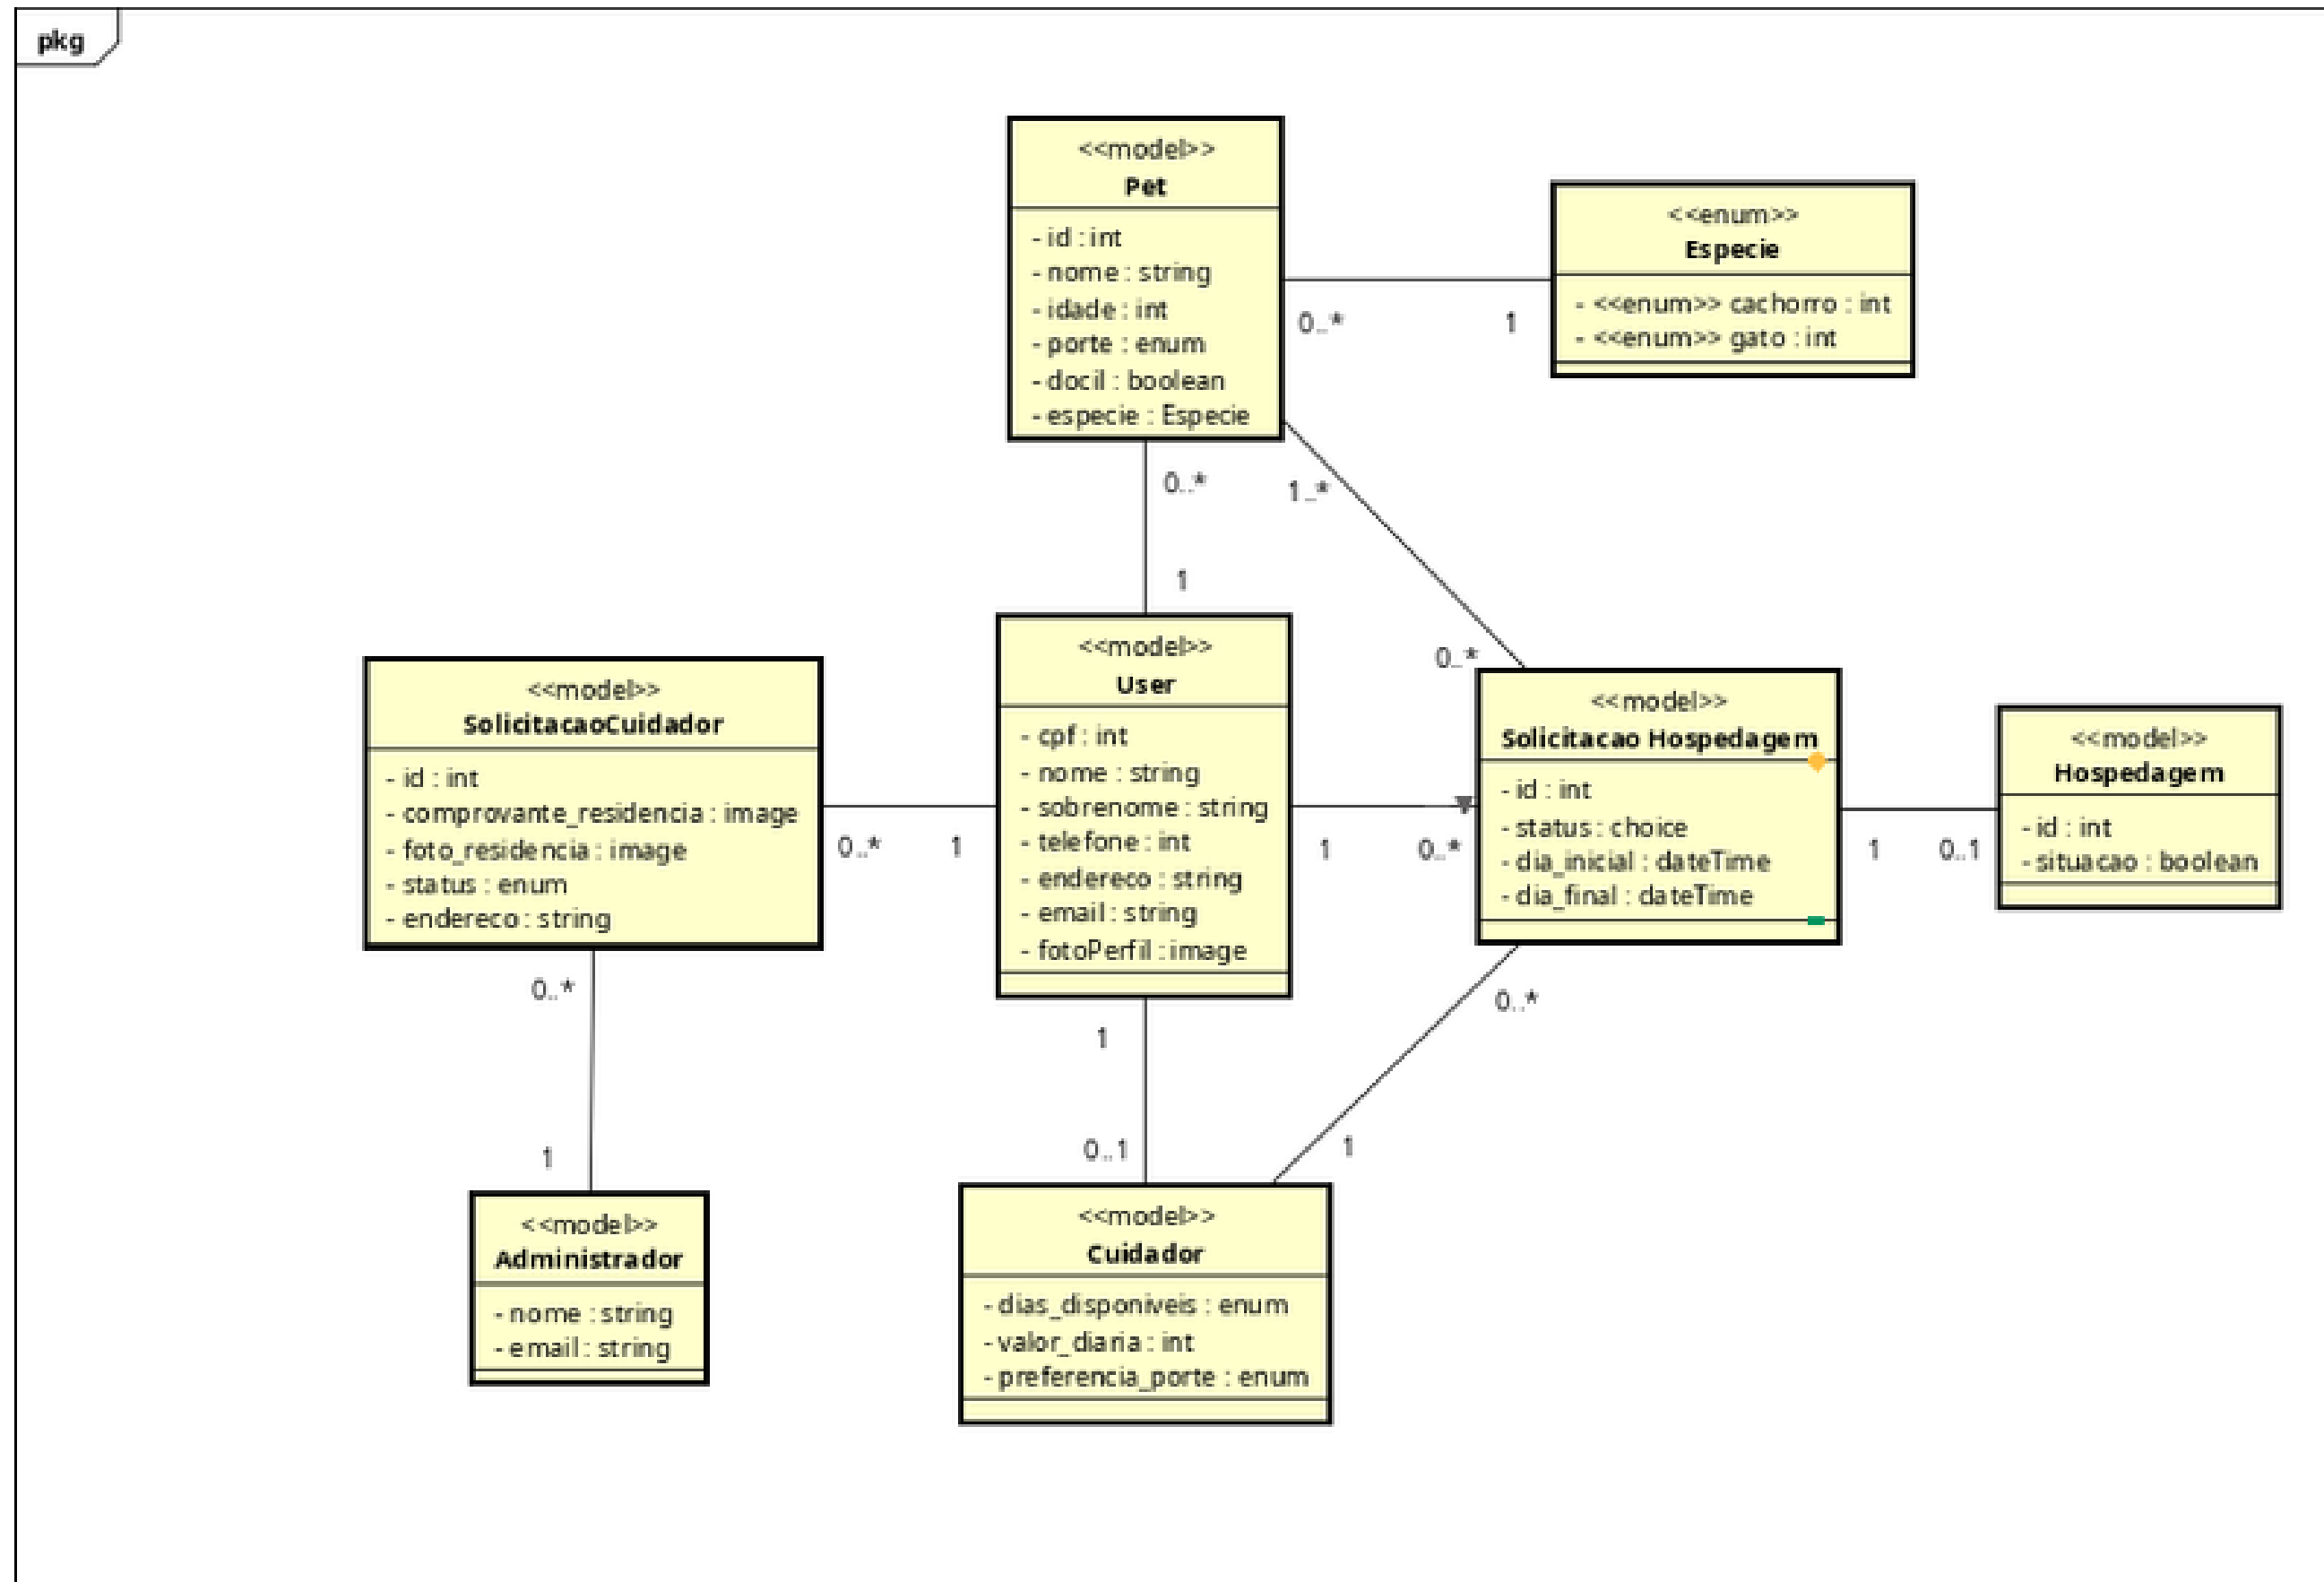 pkg
<<model>>
Pet
- id : int
- nome : string
- idade : int
- porte : enum
- docil : boolean
- especie : Especie
<<enum>>
Especie
- <<enum>> cachorro : int
- <<enum>> gato : int
0..*
1
0..*
1..*
1
0..*
<<model>>
SolicitacaoCuidador
- id : int
- comprovante_residencia : image
- foto_residencia : image
- status : enum
- endereco : string
0..*
1
<<model>>
User
- cpf : int
- nome : string
- sobrenome : string
- telefone : int
- endereco : string
- email : string
- fotoPerfil : image
1
0..*
<<model>>
Solicitacao Hospedagem
- id : int
- status : choice
- dia_inicial : dateTime
- dia_final : dateTime
1
0..1
<<model>>
Hospedagem
- id : int
- situacao : boolean
0..*
1
1
0..1
0..*
1
<<model>>
Administrador
- nome : string
- email : string
<<model>>
Cuidador
- dias_disponiveis : enum
- valor_diaria : int
- preferencia_porte : enum